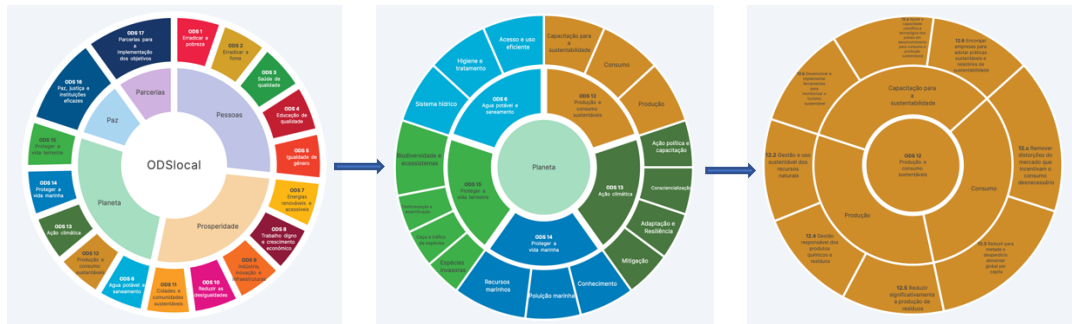 ODS 17
Parcerias para
a
implementação
dos objetivos
ODS 1
Erradicar a
pobreza
ODS 2
Erradicar a
fome
ODS 3
Saúde de
qualidade
ODS 4
Educação de
qualidade
ODS 5
Igualdade de
género
ODS 7
Energias
renováveis e
acessíveis
ODS 8
Trabalho digno
e crescimento
económico
ODS 9
Indústria,
inovação e
infraestruturas
ODS 10
Reduzir as
desigualdades
ODS 11
Cidades e
comunidades
sustentáveis
ODS 6
Água potável e
saneamento
ODS 12
Produção e
consumo
sustentáveis
ODS 13
Ação climática
ODS 14
Proteger a
vida marinha
ODS 15
Proteger a
vida terrestre
ODS 16
Paz, justiça e
instituições
eficazes
Parcerias
Pessoas
Paz
ODSlocal
Planeta
Prosperidade
Acesso e uso
eficiente
Capacitação para
a
sustentabilidade
Higiene e
tratamento
Consumo
Sistema hídrico
Produção
ODS 6
Água potável e
saneamento
ODS 12
Produção e
consumo
sustentáveis
Biodiversidade e
ecossistemas
Ação política e
capacitação
Planeta
ODS 15
Proteger a
vida terrestre
ODS 13
Ação climática
Consciencialização
Adaptação e
Resiliência
Espécies
invasoras
ODS 14
Proteger a
vida marinha
Mitigação
Recursos
marinhos
Poluição marinha
Conhecimento
12.6 Encorajar
empresas para
adotar práticas
sustentáveis e
relatórios de
sustentabilidade
Capacitação para
a
sustentabilidade
12.2 Gestão e uso
sustentável dos
recursos
naturais
ODS 12
Produção e
consumo
sustentáveis
12.c Remover
distorções do
mercado que
incentivam o
consumo
desnecessário
Consumo
Produção
12.4 Gestão
responsável dos
produtos
químicos e
resíduos
12.3 Reduzir para
metade o
desperdício
alimentar
global per
capita
12.5 Reduzir
significativamente
a produção de
resíduos